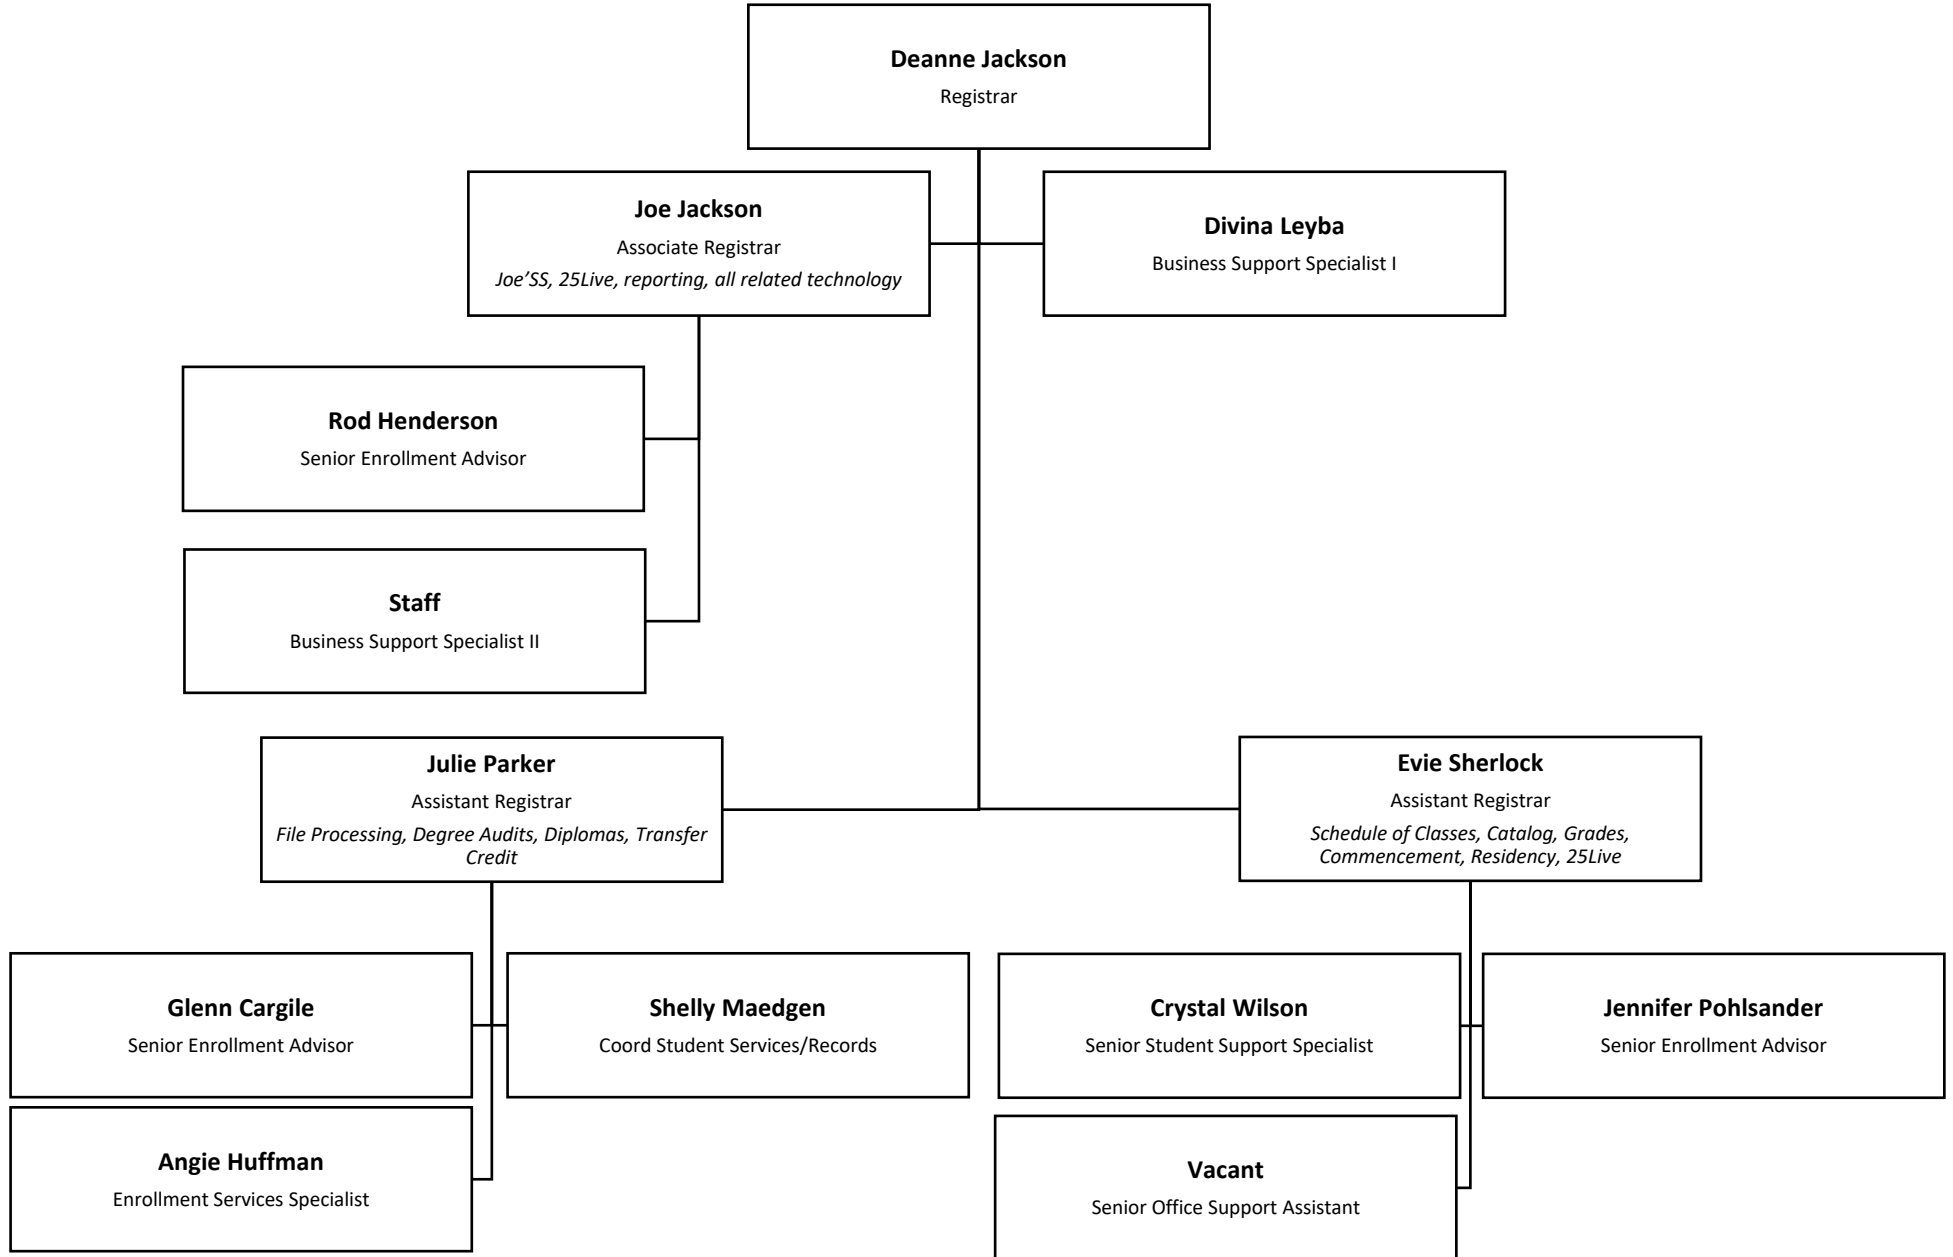 Deanne Jackson
Registrar
Joe Jackson
Associate Registrar
Joe’SS, 25Live, reporting, all related technology
Divina Leyba
Business Support Specialist I
Rod Henderson
Senior Enrollment Advisor
Staff
Business Support Specialist II
Julie Parker
Assistant Registrar
File Processing, Degree Audits, Diplomas, Transfer
Credit
Evie Sherlock
Assistant Registrar
Schedule of Classes, Catalog, Grades,
Commencement, Residency, 25Live
Glenn Cargile
Senior Enrollment Advisor
Shelly Maedgen
Coord Student Services/Records
Crystal Wilson
Senior Student Support Specialist
Jennifer Pohlsander
Senior Enrollment Advisor
Angie Huffman
Enrollment Services Specialist
Vacant
Senior Office Support Assistant